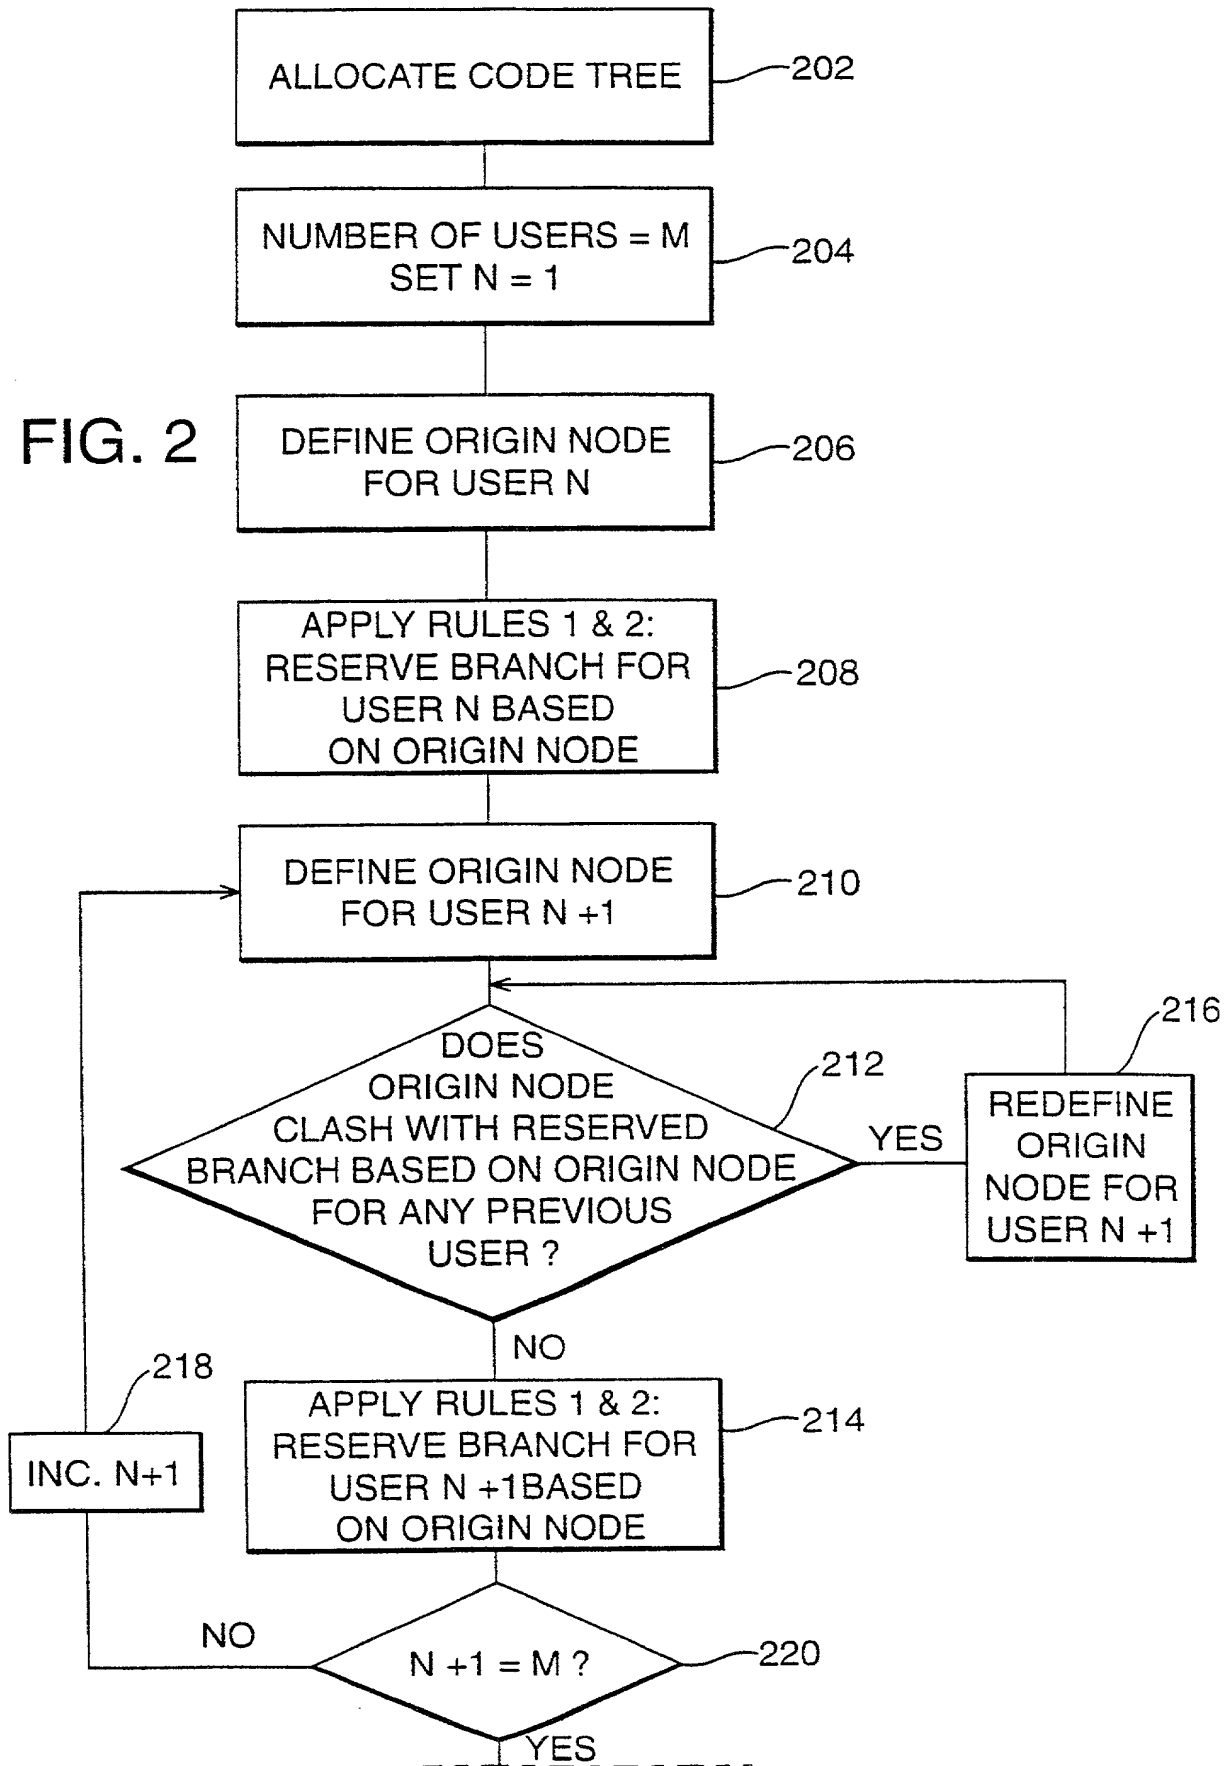 ALLOCATE CODE TREE
202
NUMBER OF USERS = M
SET N = 1
204
FIG. 2
DEFINE ORIGIN NODE
FOR USER N
206
APPLY RULES 1 & 2:
RESERVE BRANCH FOR
USER N BASED
ON ORIGIN NODE
208
DEFINE ORIGIN NODE
FOR USER N +1
210
DOES
ORIGIN NODE
CLASH WITH RESERVED
BRANCH BASED ON ORIGIN NODE
FOR ANY PREVIOUS
USER ?
212
YES
216
REDEFINE
ORIGIN
NODE FOR
USER N +1
NO
218
INC. N+1
APPLY RULES 1 & 2:
RESERVE BRANCH FOR
USER N +1BASED
ON ORIGIN NODE
214
NO
N +1 = M ?
220
YES